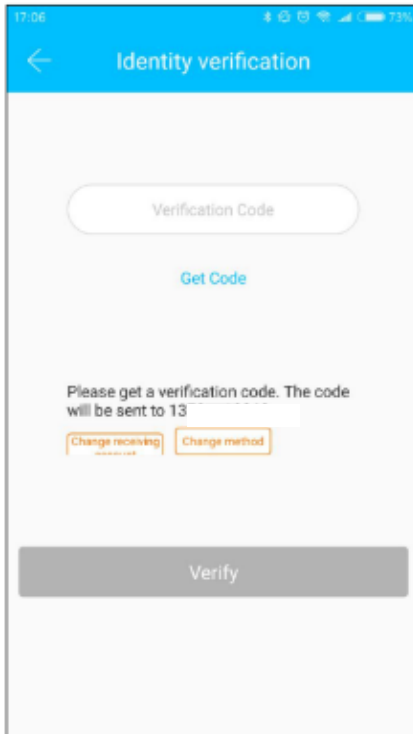 17:06
73%
Identity verification
Verification Code
Get Code
Please get a verification code. The code
will be sent to 13
Change receiving
Change method
Verify